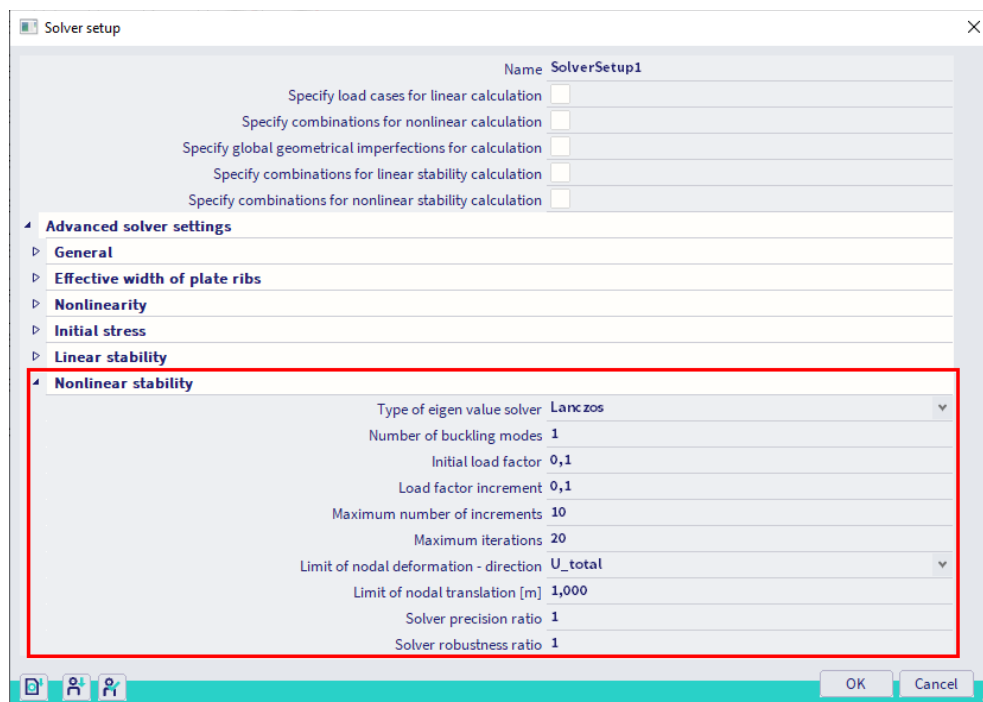 Solver setup
Name SolverSetup1
Specify load cases for linear calculation
Specify combinations for nonlinear calculation
Specify global geometrical imperfections for calculation
Specify combinations for linear stability calculation
Specify combinations for nonlinear stability calculation
Advanced solver settings
General
Effective width of plate ribs
Nonlinearity
Initial stress
Linear stability
Nonlinear stability
Type of eigen value solver Lanczos
Number of buckling modes 1
Initial load factor 0,1
Load factor increment 0,1
Maximum number of increments 10
Maximum iterations 20
Limit of nodal deformation - direction U_total
Limit of nodal translation [m] 1,000
Solver precision ratio 1
Solver robustness ratio 1
OK Cancel